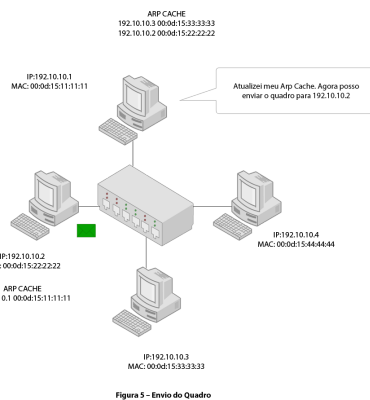 ARP CACHE
192.10.10.3 00:0d:15:33:33:33
192.10.10.2 00:0d:15:22:22:22
IP:192.10.10.1
MAC: 00:0d:15:11:11:11
Atualizei meu Arp Cache. Agora posso
enviar o quadro para 192.10.10.2
IP:192.10.10.4
MAC: 00:0d:15:44:44:44
IP:192.10.10.2
: 00:0d:15:22:22:22
ARP CACHE
0.1 00:0d:15:11:11:11
IP:192.10.10.3
MAC: 00:0d:15:33:33:33
Figura 5 – Envio do Quadro